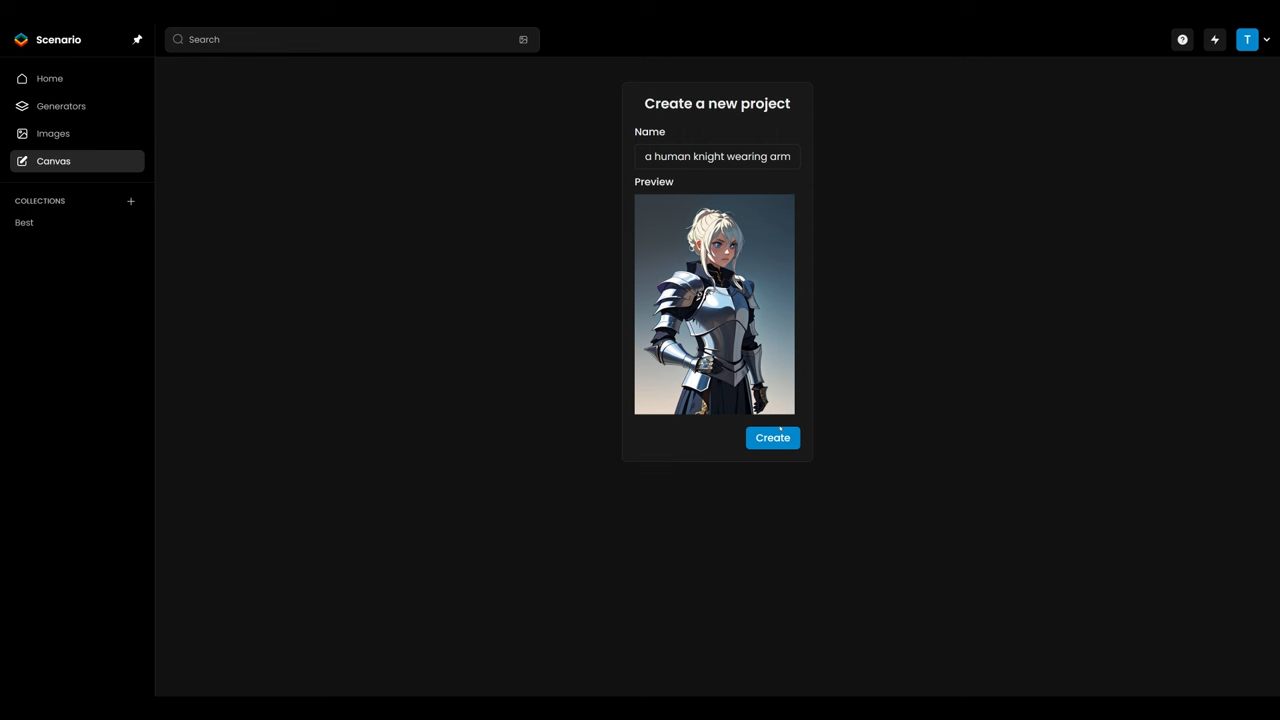 Scenario
Search
T
Home
Generators
Images
Canvas
COLLECTIONS
Best
Create a new project
Name
a human knight wearing arm
Preview
Create